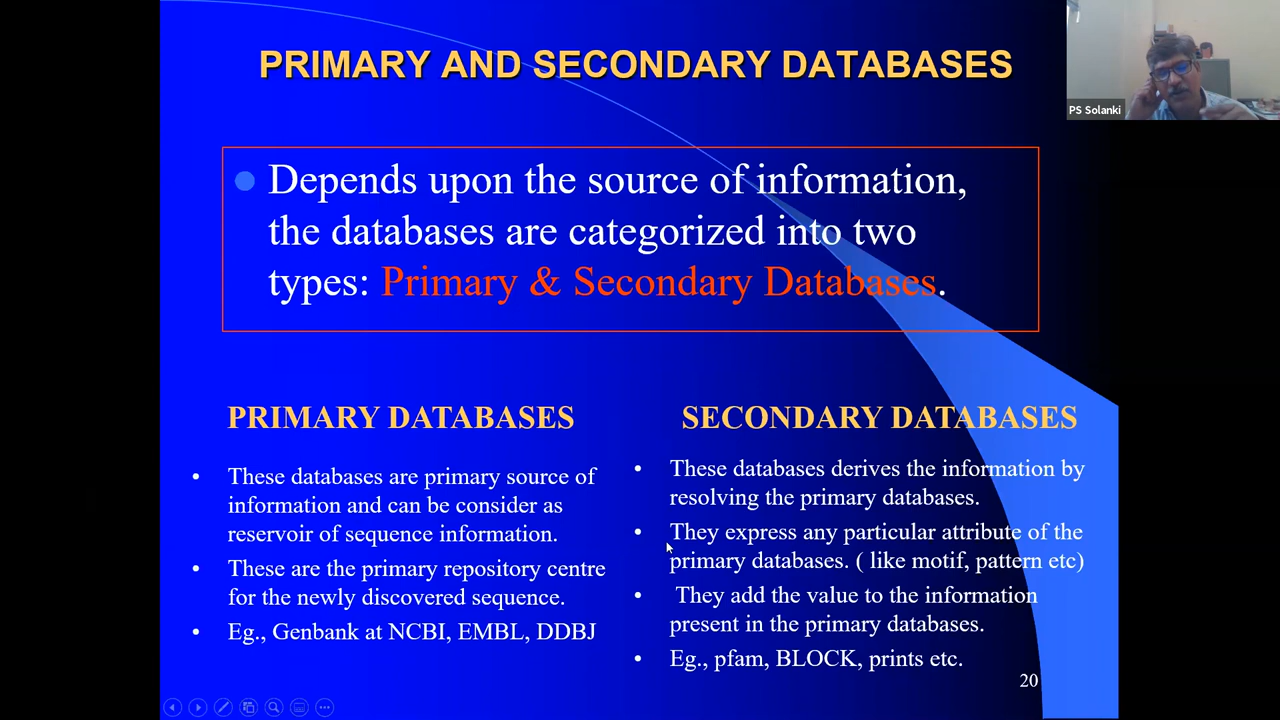 PRIMARY AND SECONDARY DATABASES
PS Solanki
Depends upon the source of information,
the databases are categorized into two
types: Primary & Secondary Databases.
PRIMARY DATABASES
• These databases are primary source of
information and can be consider as
reservoir of sequence information.
• These are the primary repository centre
for the newly discovered sequence.
• Eg., Genbank at NCBI, EMBL, DDBJ
SECONDARY DATABASES
• These databases derives the information by
resolving the primary databases.
• They express any particular attribute of the
primary databases. ( like motif, pattern etc)
• They add the value to the information
present in the primary databases.
• Eg., pfam, BLOCK, prints etc.
20